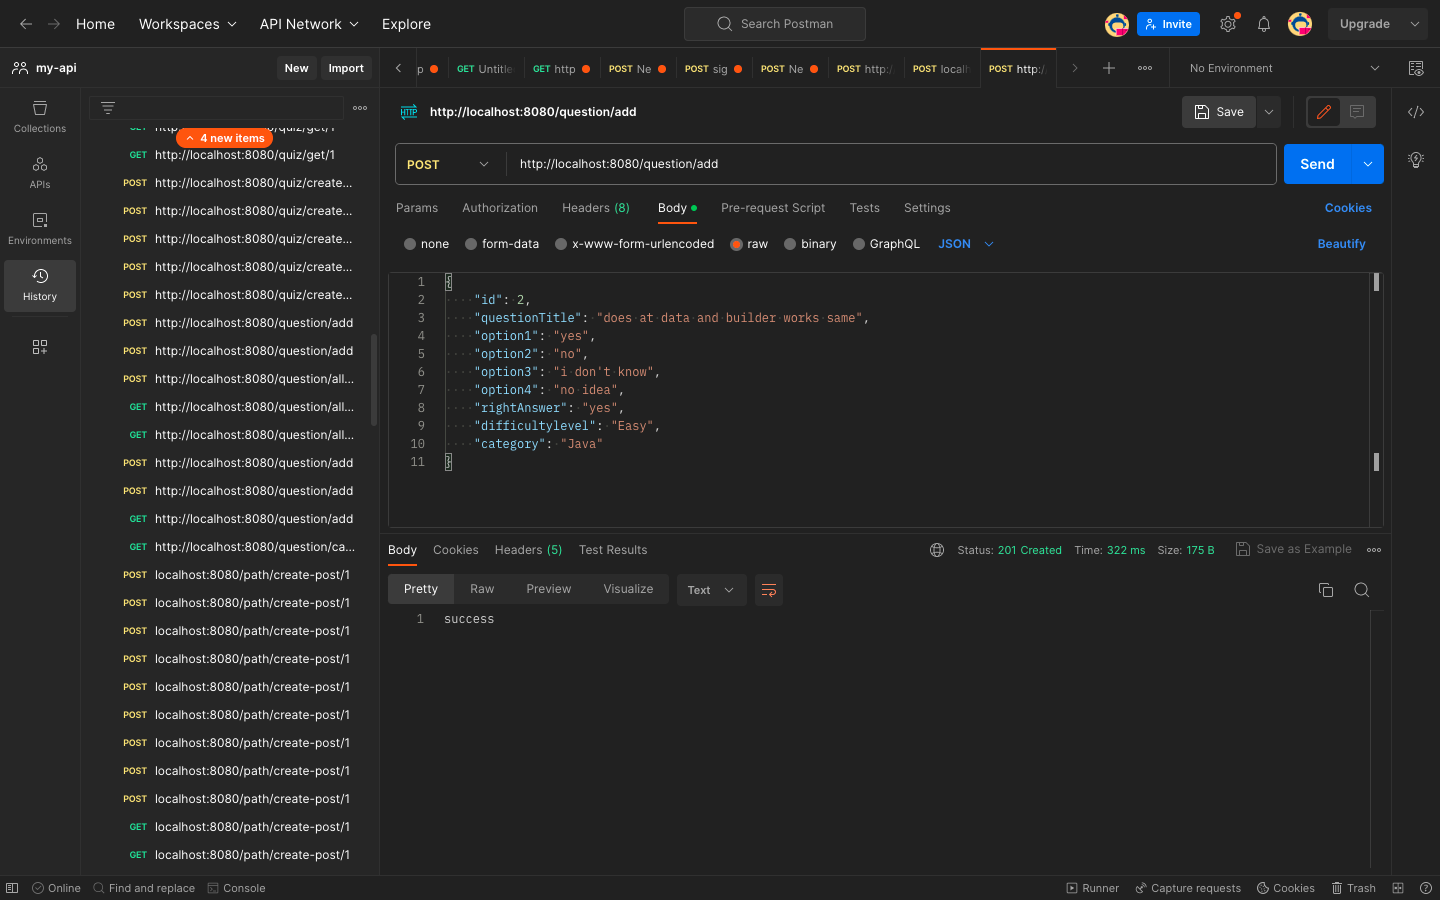 Home
Workspaces
API Network
Explore
Search Postman
Invite
Upgrade
my-api
New
Import
GET Untitle
GET http
POST Ne
POST sig
POST Ne
POST http:/
POST localh
POST http:/
No Environment
Collections
APIs
Environments
History
4 new items
GET http://localhost:8080/quiz/get/1
GET http://localhost:8080/quiz/get/1
POST http://localhost:8080/quiz/create...
POST http://localhost:8080/quiz/create...
POST http://localhost:8080/quiz/create...
POST http://localhost:8080/quiz/create...
POST http://localhost:8080/quiz/create...
POST http://localhost:8080/question/add
POST http://localhost:8080/question/add
POST http://localhost:8080/question/all...
GET http://localhost:8080/question/all...
GET http://localhost:8080/question/all...
POST http://localhost:8080/question/add
POST http://localhost:8080/question/add
GET http://localhost:8080/question/add
GET http://localhost:8080/question/ca...
POST localhost:8080/path/create-post/1
POST localhost:8080/path/create-post/1
POST localhost:8080/path/create-post/1
POST localhost:8080/path/create-post/1
POST localhost:8080/path/create-post/1
POST localhost:8080/path/create-post/1
POST localhost:8080/path/create-post/1
POST localhost:8080/path/create-post/1
POST localhost:8080/path/create-post/1
GET localhost:8080/path/create-post/1
GET localhost:8080/path/create-post/1
HTTP http://localhost:8080/question/add
Save
POST
http://localhost:8080/question/add
Send
Params
Authorization
Headers (8)
Body
Pre-request Script
Tests
Settings
Cookies
none
form-data
x-www-form-urlencoded
raw
binary
GraphQL
JSON
Beautify
1 {
2 "id": 2,
3 "questionTitle": "does at data and builder works same",
4 "option1": "yes",
5 "option2": "no",
6 "option3": "i don't know",
7 "option4": "no idea",
8 "rightAnswer": "yes",
9 "difficultylevel": "Easy",
10 "category": "Java"
11 }
Body
Cookies
Headers (5)
Test Results
Status: 201 Created
Time: 322 ms
Size: 175 B
Save as Example
Pretty
Raw
Preview
Visualize
Text
1 success
Online
Find and replace
Console
Runner
Capture requests
Cookies
Trash